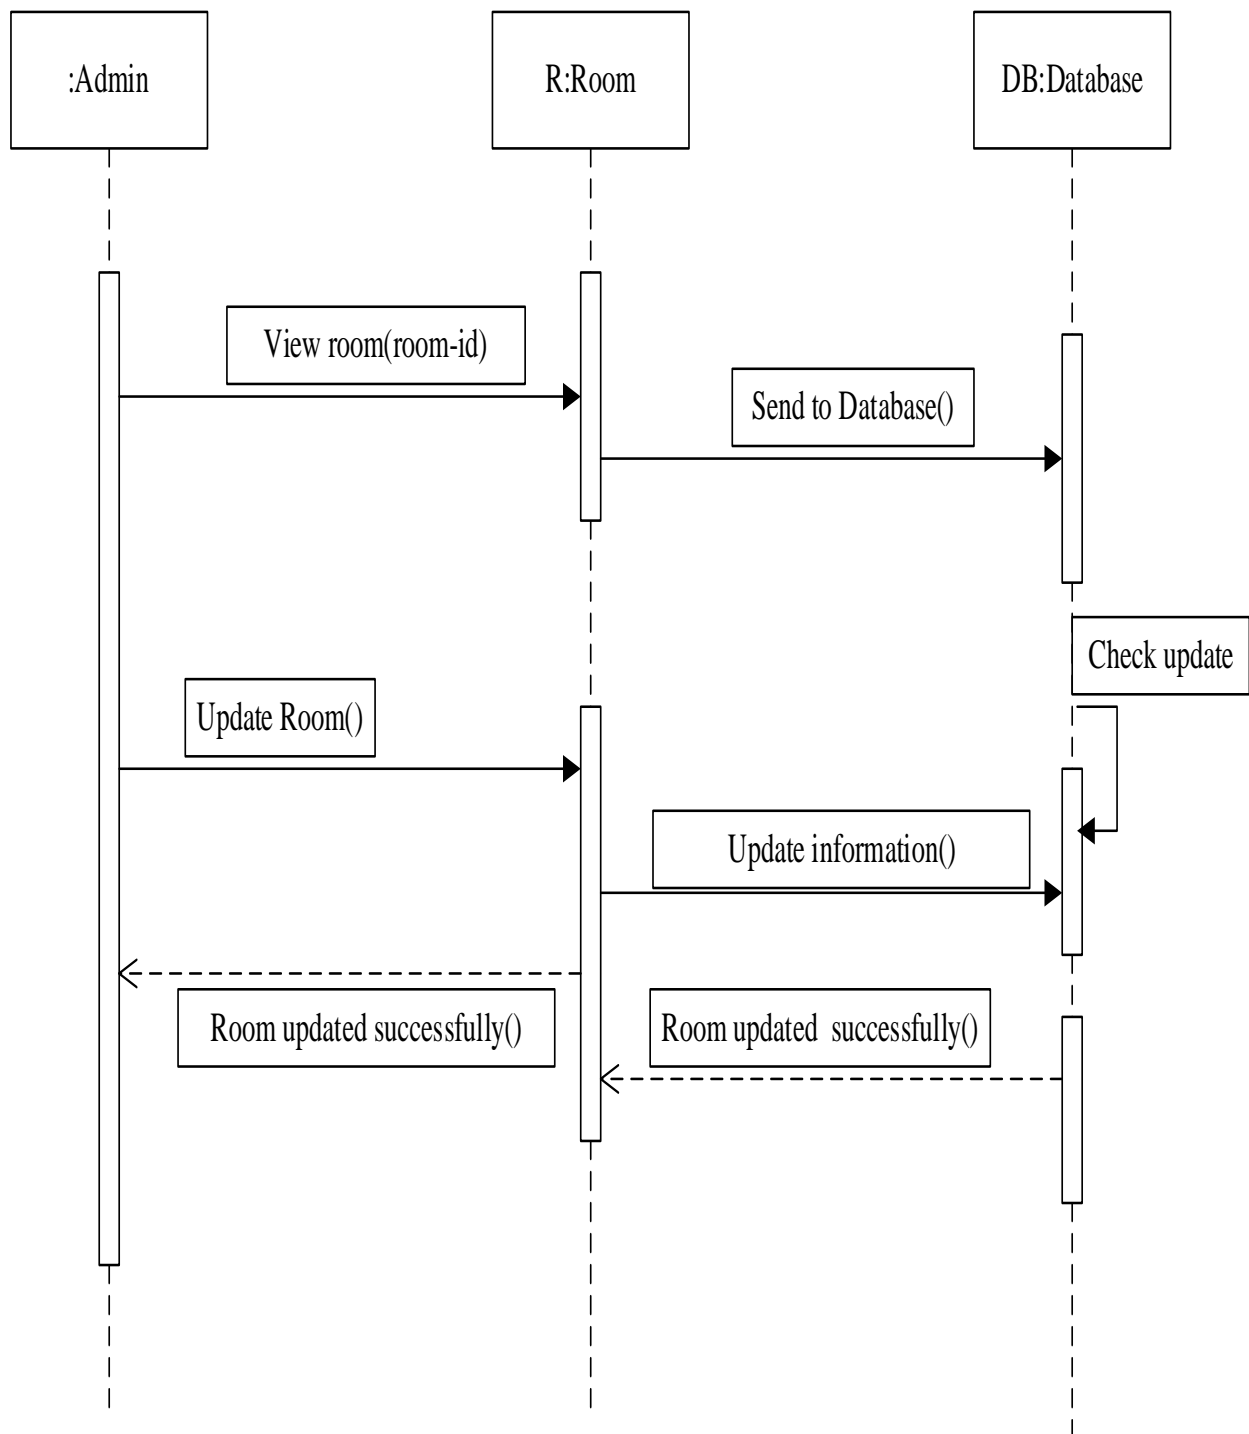 :Admin
R:Room
DB:Database
View room(room-id)
Send to Database()
Check update
Update Room()
Update information()
Room updated successfully()
Room updated  successfully()